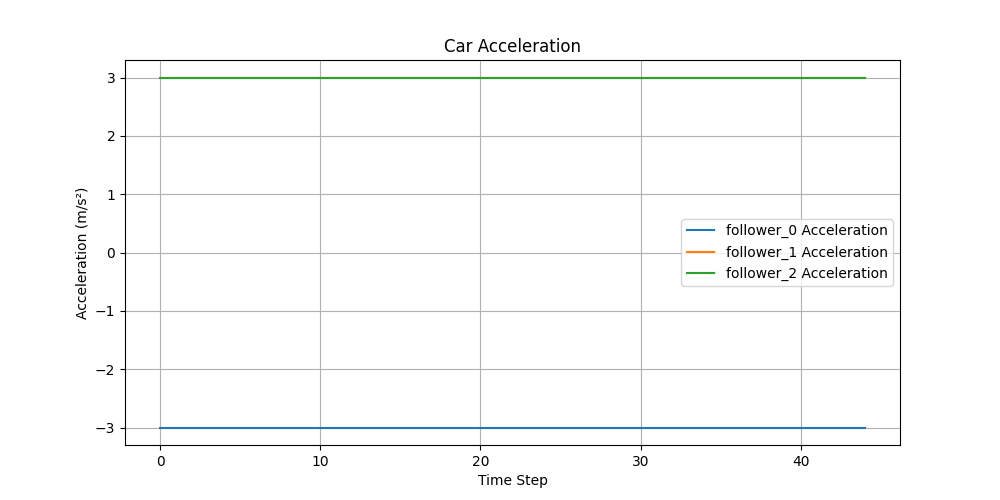 Car Acceleration
3
2
1
0
−1
−2
−3
Acceleration (m/s²)
follower_0 Acceleration
follower_1 Acceleration
follower_2 Acceleration
0 10 20 30 40
Time Step